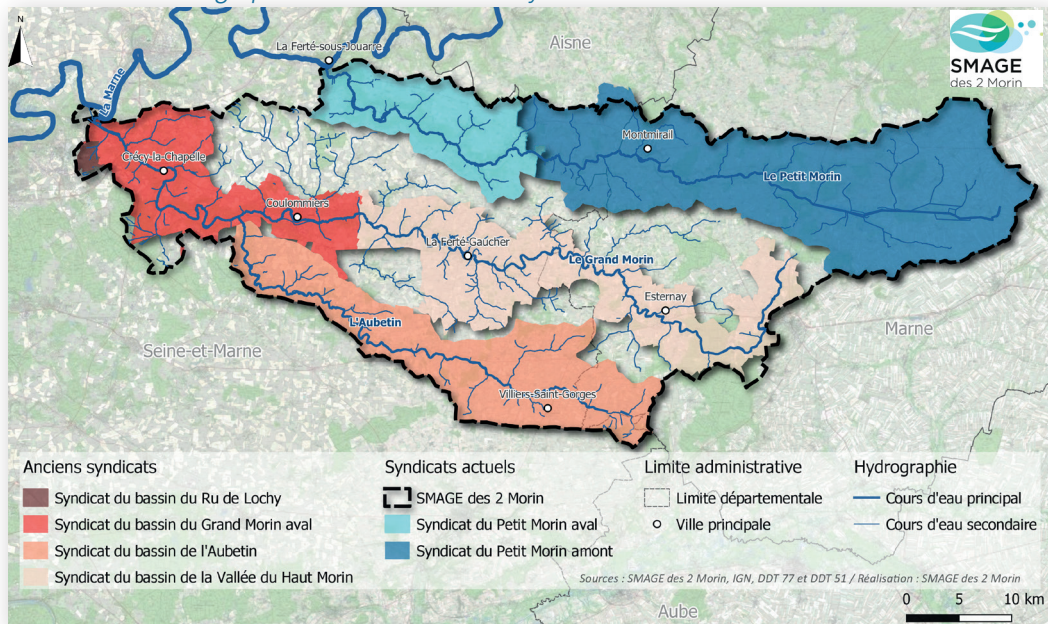 N
La Ferté-sous-Jouarre
Aisne
SMAGE
des 2 Morin
La Marne
Crécy-la-Chapelle
Montmirail
Le Petit Morin
Coulommiers
La Ferté-Gaucher
Le Grand Morin
Esternay
L'Aubetin
Marne
Seine-et-Marne
Villiers-Saint-Gorges
Anciens syndicats
Syndicat du bassin du Ru de Lochy
Syndicat du bassin du Grand Morin aval
Syndicat du bassin de l'Aubetin
Syndicat du bassin de la Vallée du Haut Morin
Syndicats actuels
SMAGE des 2 Morin
Syndicat du Petit Morin aval
Syndicat du Petit Morin amont
Limite administrative
Limite départementale
Ville principale
Hydrographie
Cours d'eau principal
Cours d'eau secondaire
Sources : SMAGE des 2 Morin, IGN, DDT 77 et DDT 51 / Réalisation : SMAGE des 2 Morin
Aube
0 5 10 km